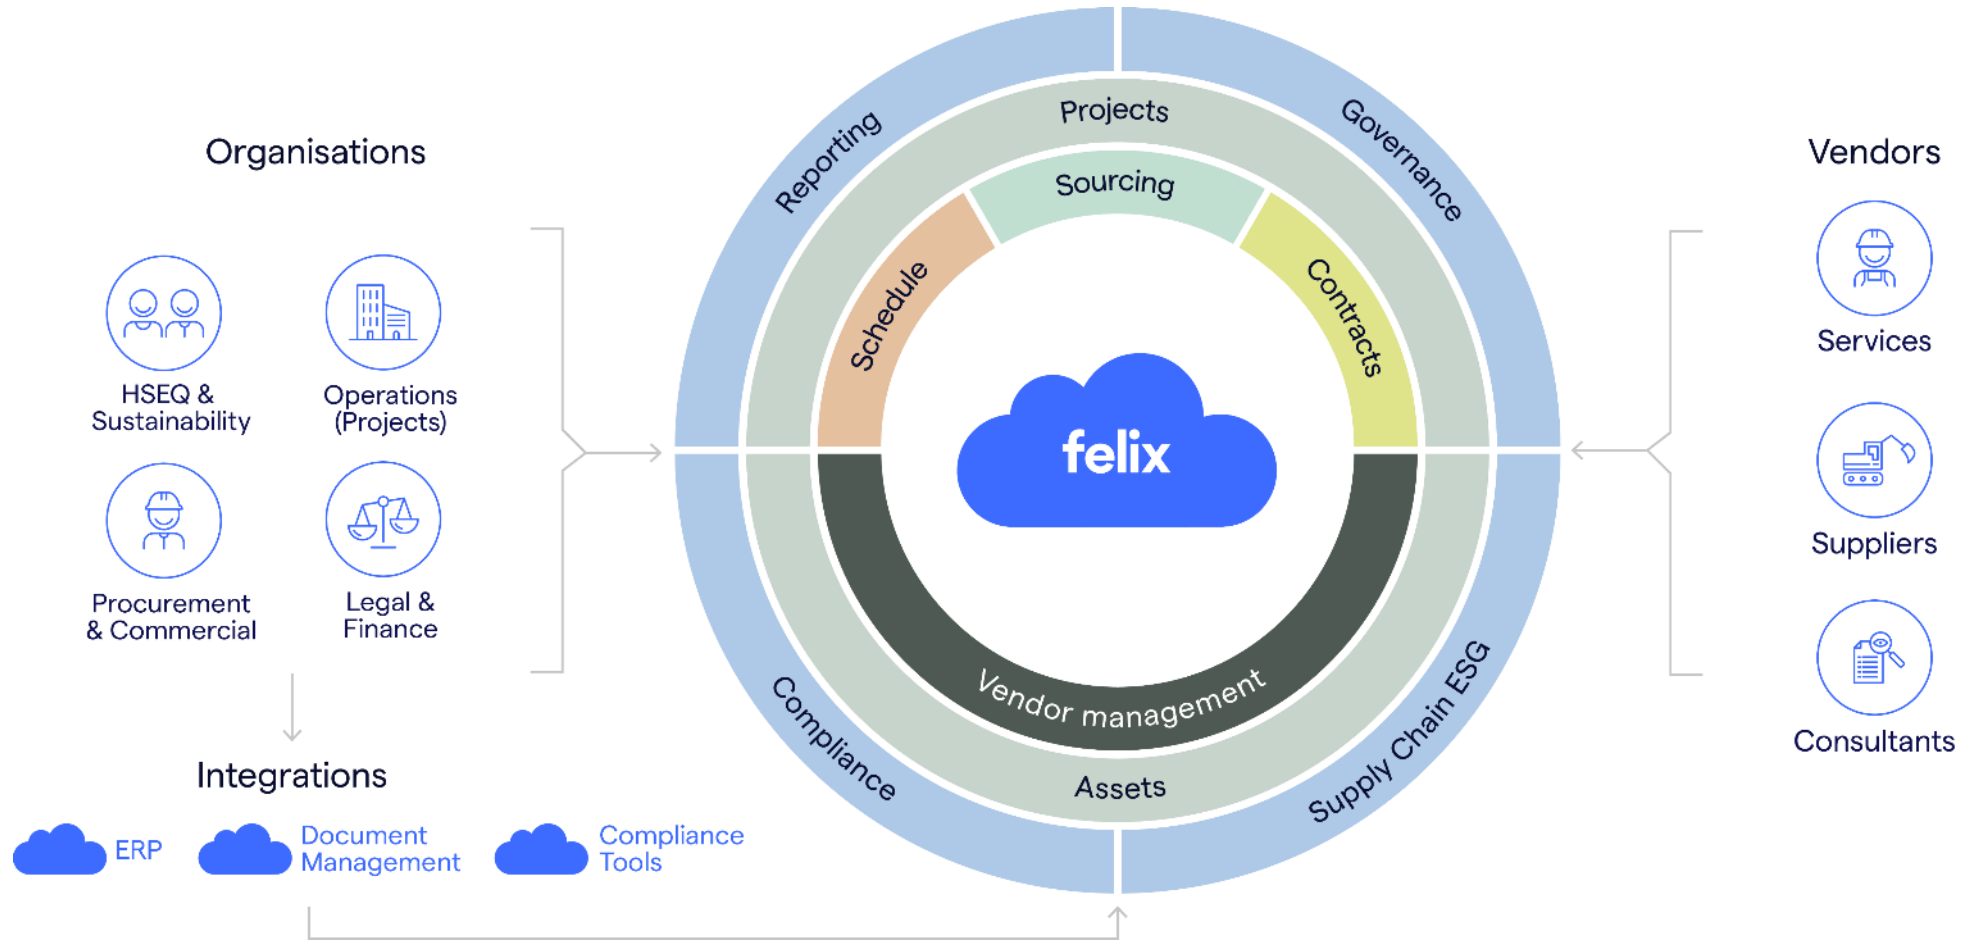 Organisations
HSEQ &
Sustainability
Operations
(Projects)
Procurement
& Commercial
Legal &
Finance
Integrations
ERP
Document
Management
Compliance
Tools
Reporting
Governance
Projects
Sourcing
Schedule
Contracts
felix
Vendor management
Assets
Compliance
Supply Chain ESG
Vendors
Services
Suppliers
Consultants